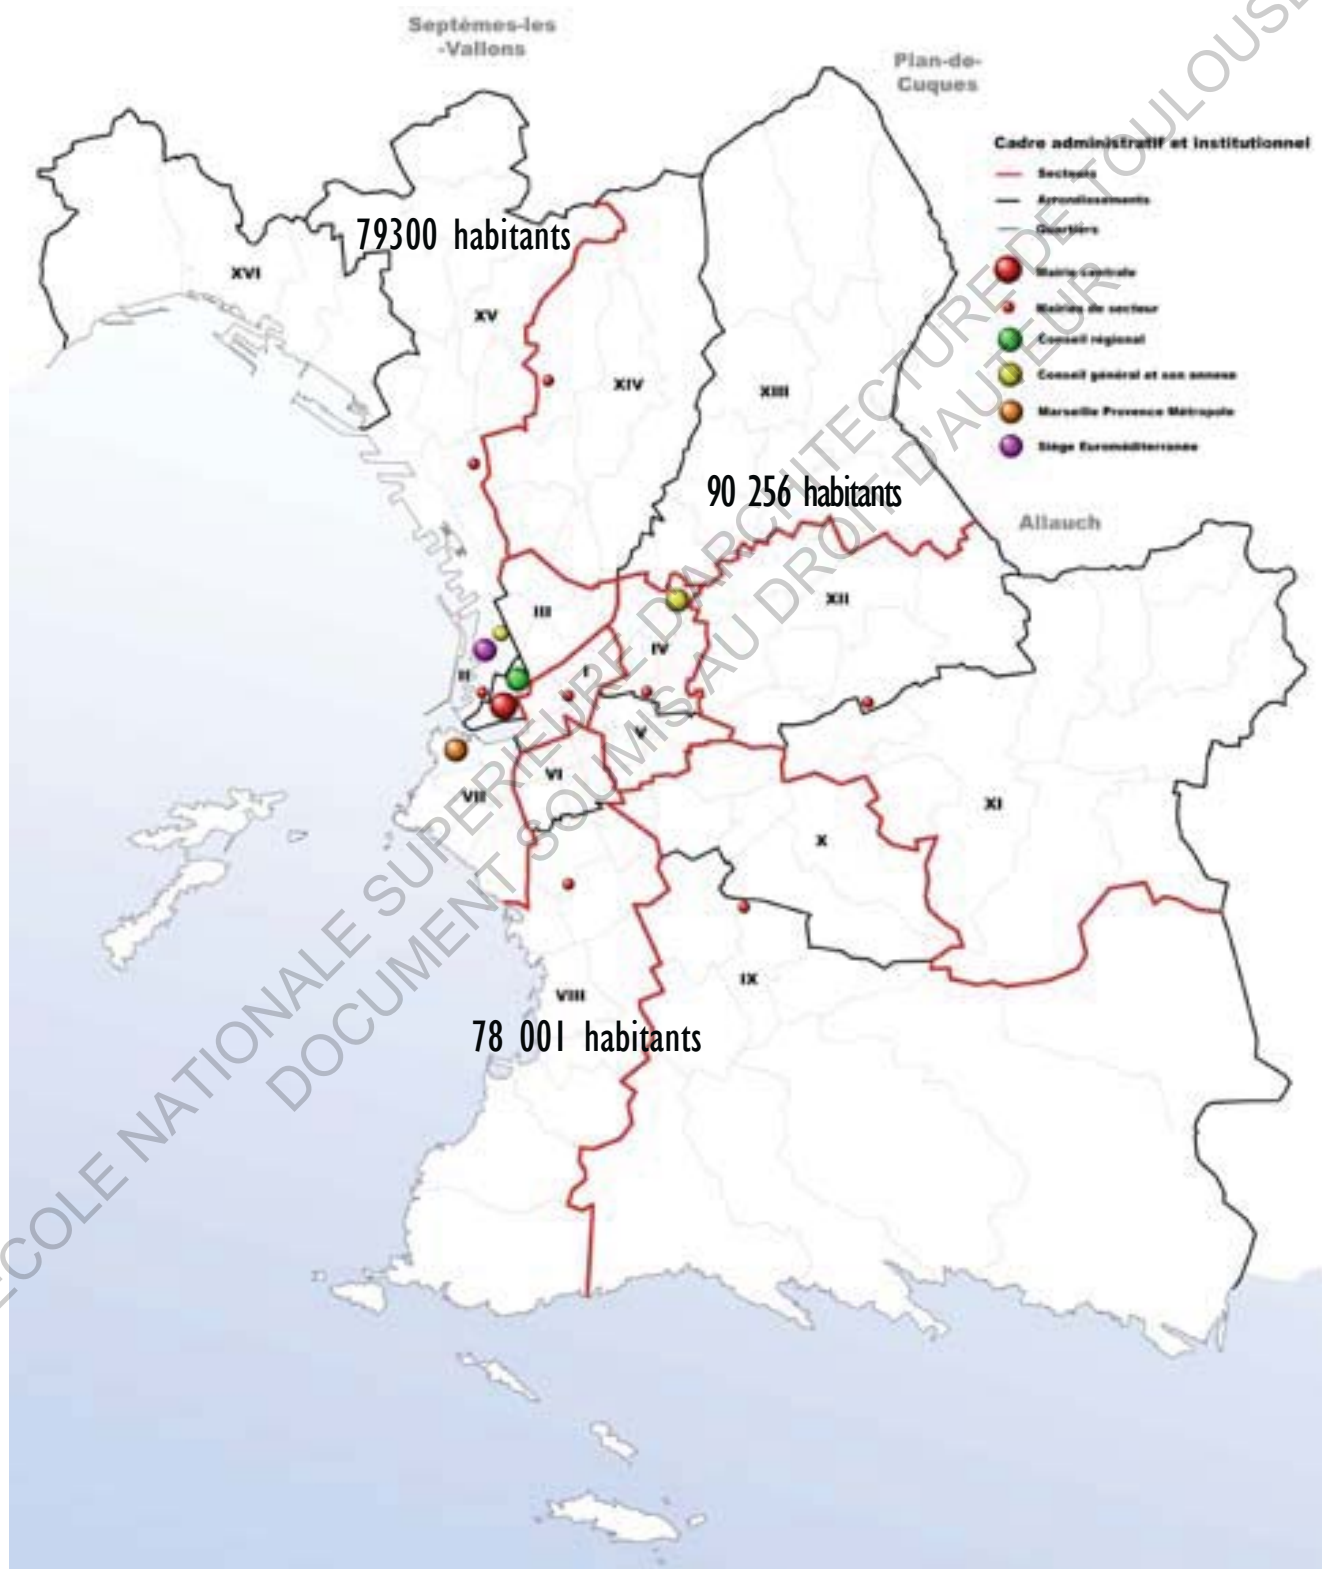 Septèmes-les
-Vallons
Plan-de-
Cuques
Cadre administratif et institutionnel
Secteurs
Arrondissements
Quartiers
Mairie centrale
Mairies de secteur
Conseil régional
Conseil général et son annexe
Marseille Provence Métropole
Siège Euroméditerranée
79300 habitants
XVI
XV
XIV
XIII
90 256 habitants
Allauch
III
XII
IV
II
I
V
VI
VII
XI
X
IX
VIII
78 001 habitants
ECOLE NATIONALE SUPERIEURE D'ARCHITECTURE DE TOULOUSE
DOCUMENT SOUMIS AU DROIT D'AUTEUR